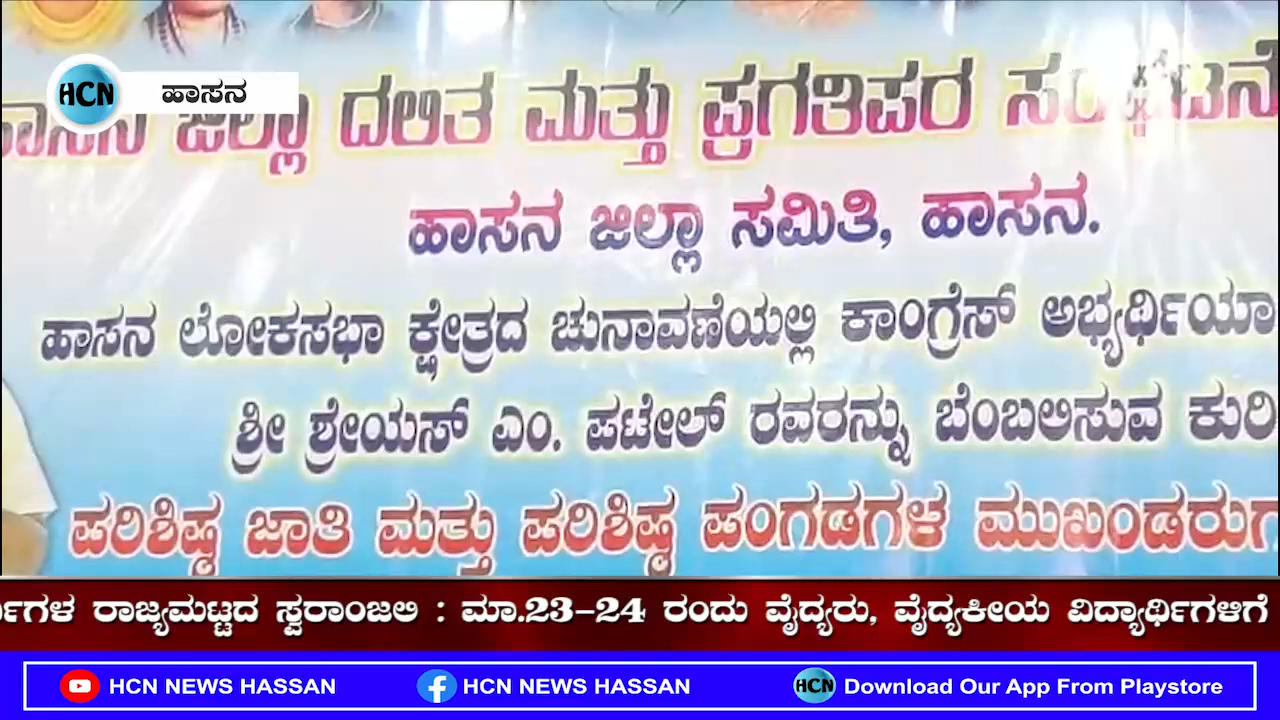 HCN ಹಾಸನ
ಹಾಸನ ಜಿಲ್ಲಾ ದಲಿತ ಮತ್ತು ಪ್ರಗತಿಪರ
ಹಾಸನ ಜಿಲ್ಲಾ ಸಮಿತಿ, ಹಾಸನ.
ಹಾಸನ ಲೋಕಸಭಾ ಕ್ಷೇತ್ರದ ಚುನಾವಣೆಯಲ್ಲಿ ಕಾಂಗ್ರೆಸ್ ಅಭ್ಯರ್ಥಿಯಾ
ಶ್ರೀ ಶ್ರೇಯಸ್ ಎಂ. ಪಟೇಲ್ ರವರನ್ನು ಬೆಂಬಲಿಸುವ ಕುರಿ
ಪರಿಶಿಷ್ಠ ಜಾತಿ ಮತ್ತು ಪರಿಶಿಷ್ಠ ಪಂಗಡಗಳ ಮುಖಂಡರುಗ
ರ್ಥಿಗಳ ರಾಜ್ಯಮಟ್ಟದ ಸ್ವರಾಂಜಲಿ : ಮಾ.23-24 ರಂದು ವೈದ್ಯರು, ವೈದ್ಯಕೀಯ ವಿದ್ಯಾರ್ಥಿಗಳಿಗೆ
HCN NEWS HASSAN HCN NEWS HASSAN HCN Download Our App From Playstore